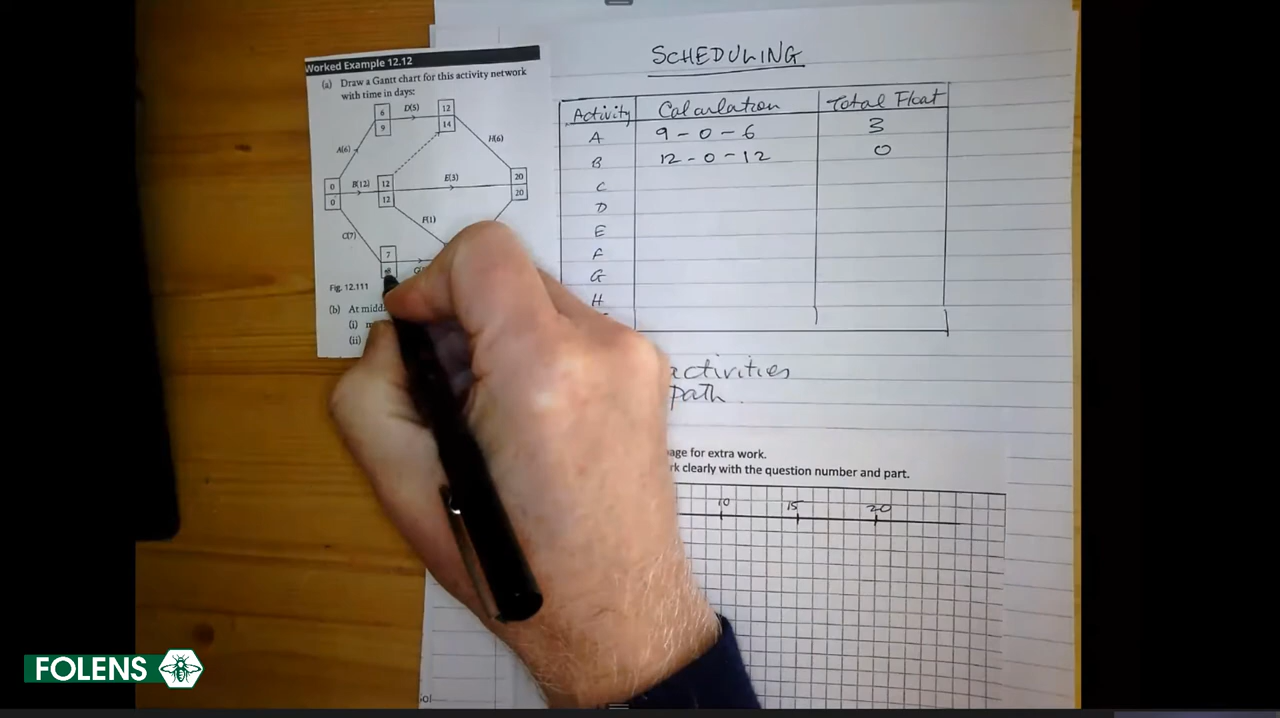 Worked Example 12.12
(a) Draw a Gantt chart for this activity network
with time in days:
6 D(5) 12
9 14
A(6) H(6)
0 B(12) 12 E(3) 20
0 12 20
F(1)
C(7)
7
Fig. 12.111
(b) At
(i)
(ii)
SCHEDULING
Activity Calculation Total Float
A 9 - 0 - 6 3
B 12 - 0 - 12 0
C
D
E
F
G
H
activities
path
age for extra work.
rk clearly with the question number and part.
10 15 20
FOLENS